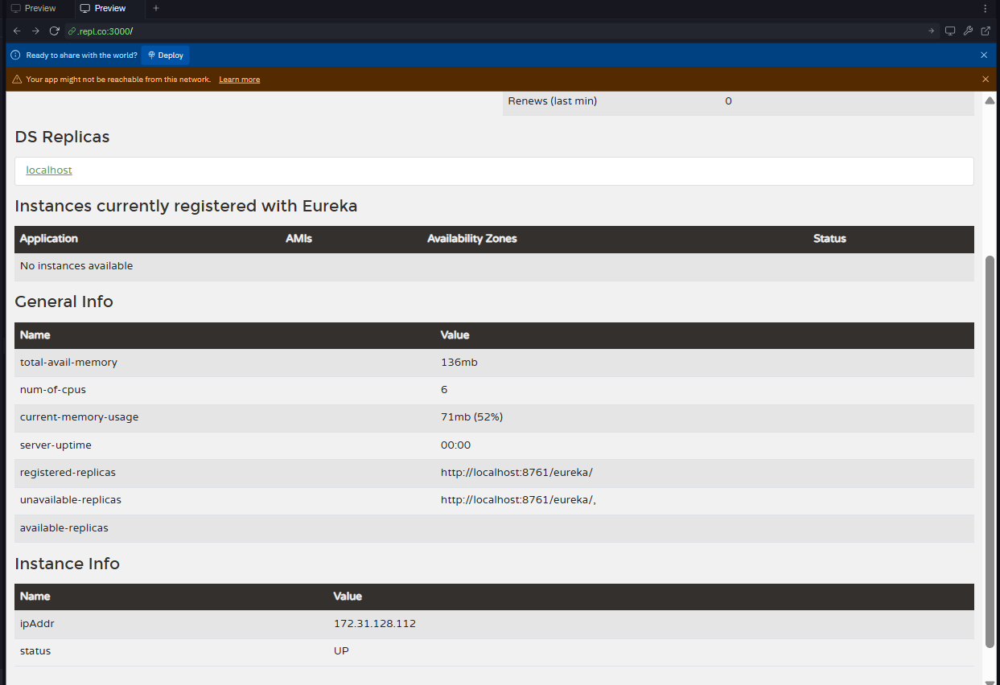 Preview
Preview
.repl.co:3000/
Ready to share with the world? Deploy
Your app might not be reachable from this network. Learn more
Renews (last min) 0
DS Replicas
localhost
Instances currently registered with Eureka
Application AMIs Availability Zones Status
No instances available
General Info
Name Value
total-avail-memory 136mb
num-of-cpus 6
current-memory-usage 71mb (52%)
server-uptime 00:00
registered-replicas http://localhost:8761/eureka/
unavailable-replicas http://localhost:8761/eureka/,
available-replicas
Instance Info
Name Value
ipAddr 172.31.128.112
status UP